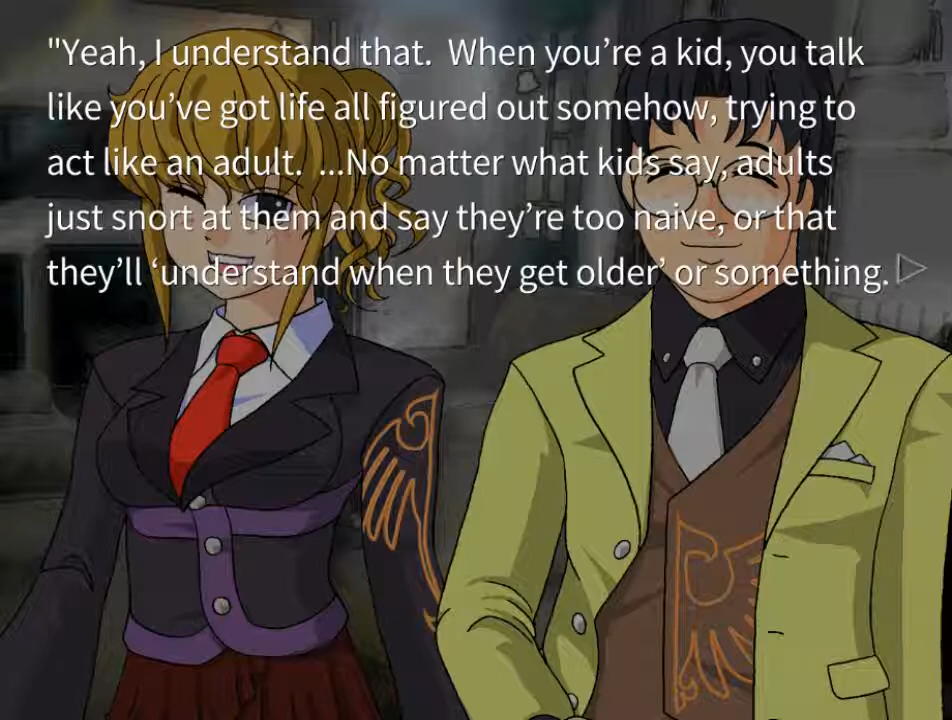 "Yeah, I understand that.  When you’re a kid, you talk
like you’ve got life all figured out somehow, trying to
act like an adult.  ...No matter what kids say, adults
just snort at them and say they’re too naive, or that
they’ll ‘understand when they get older’ or something.